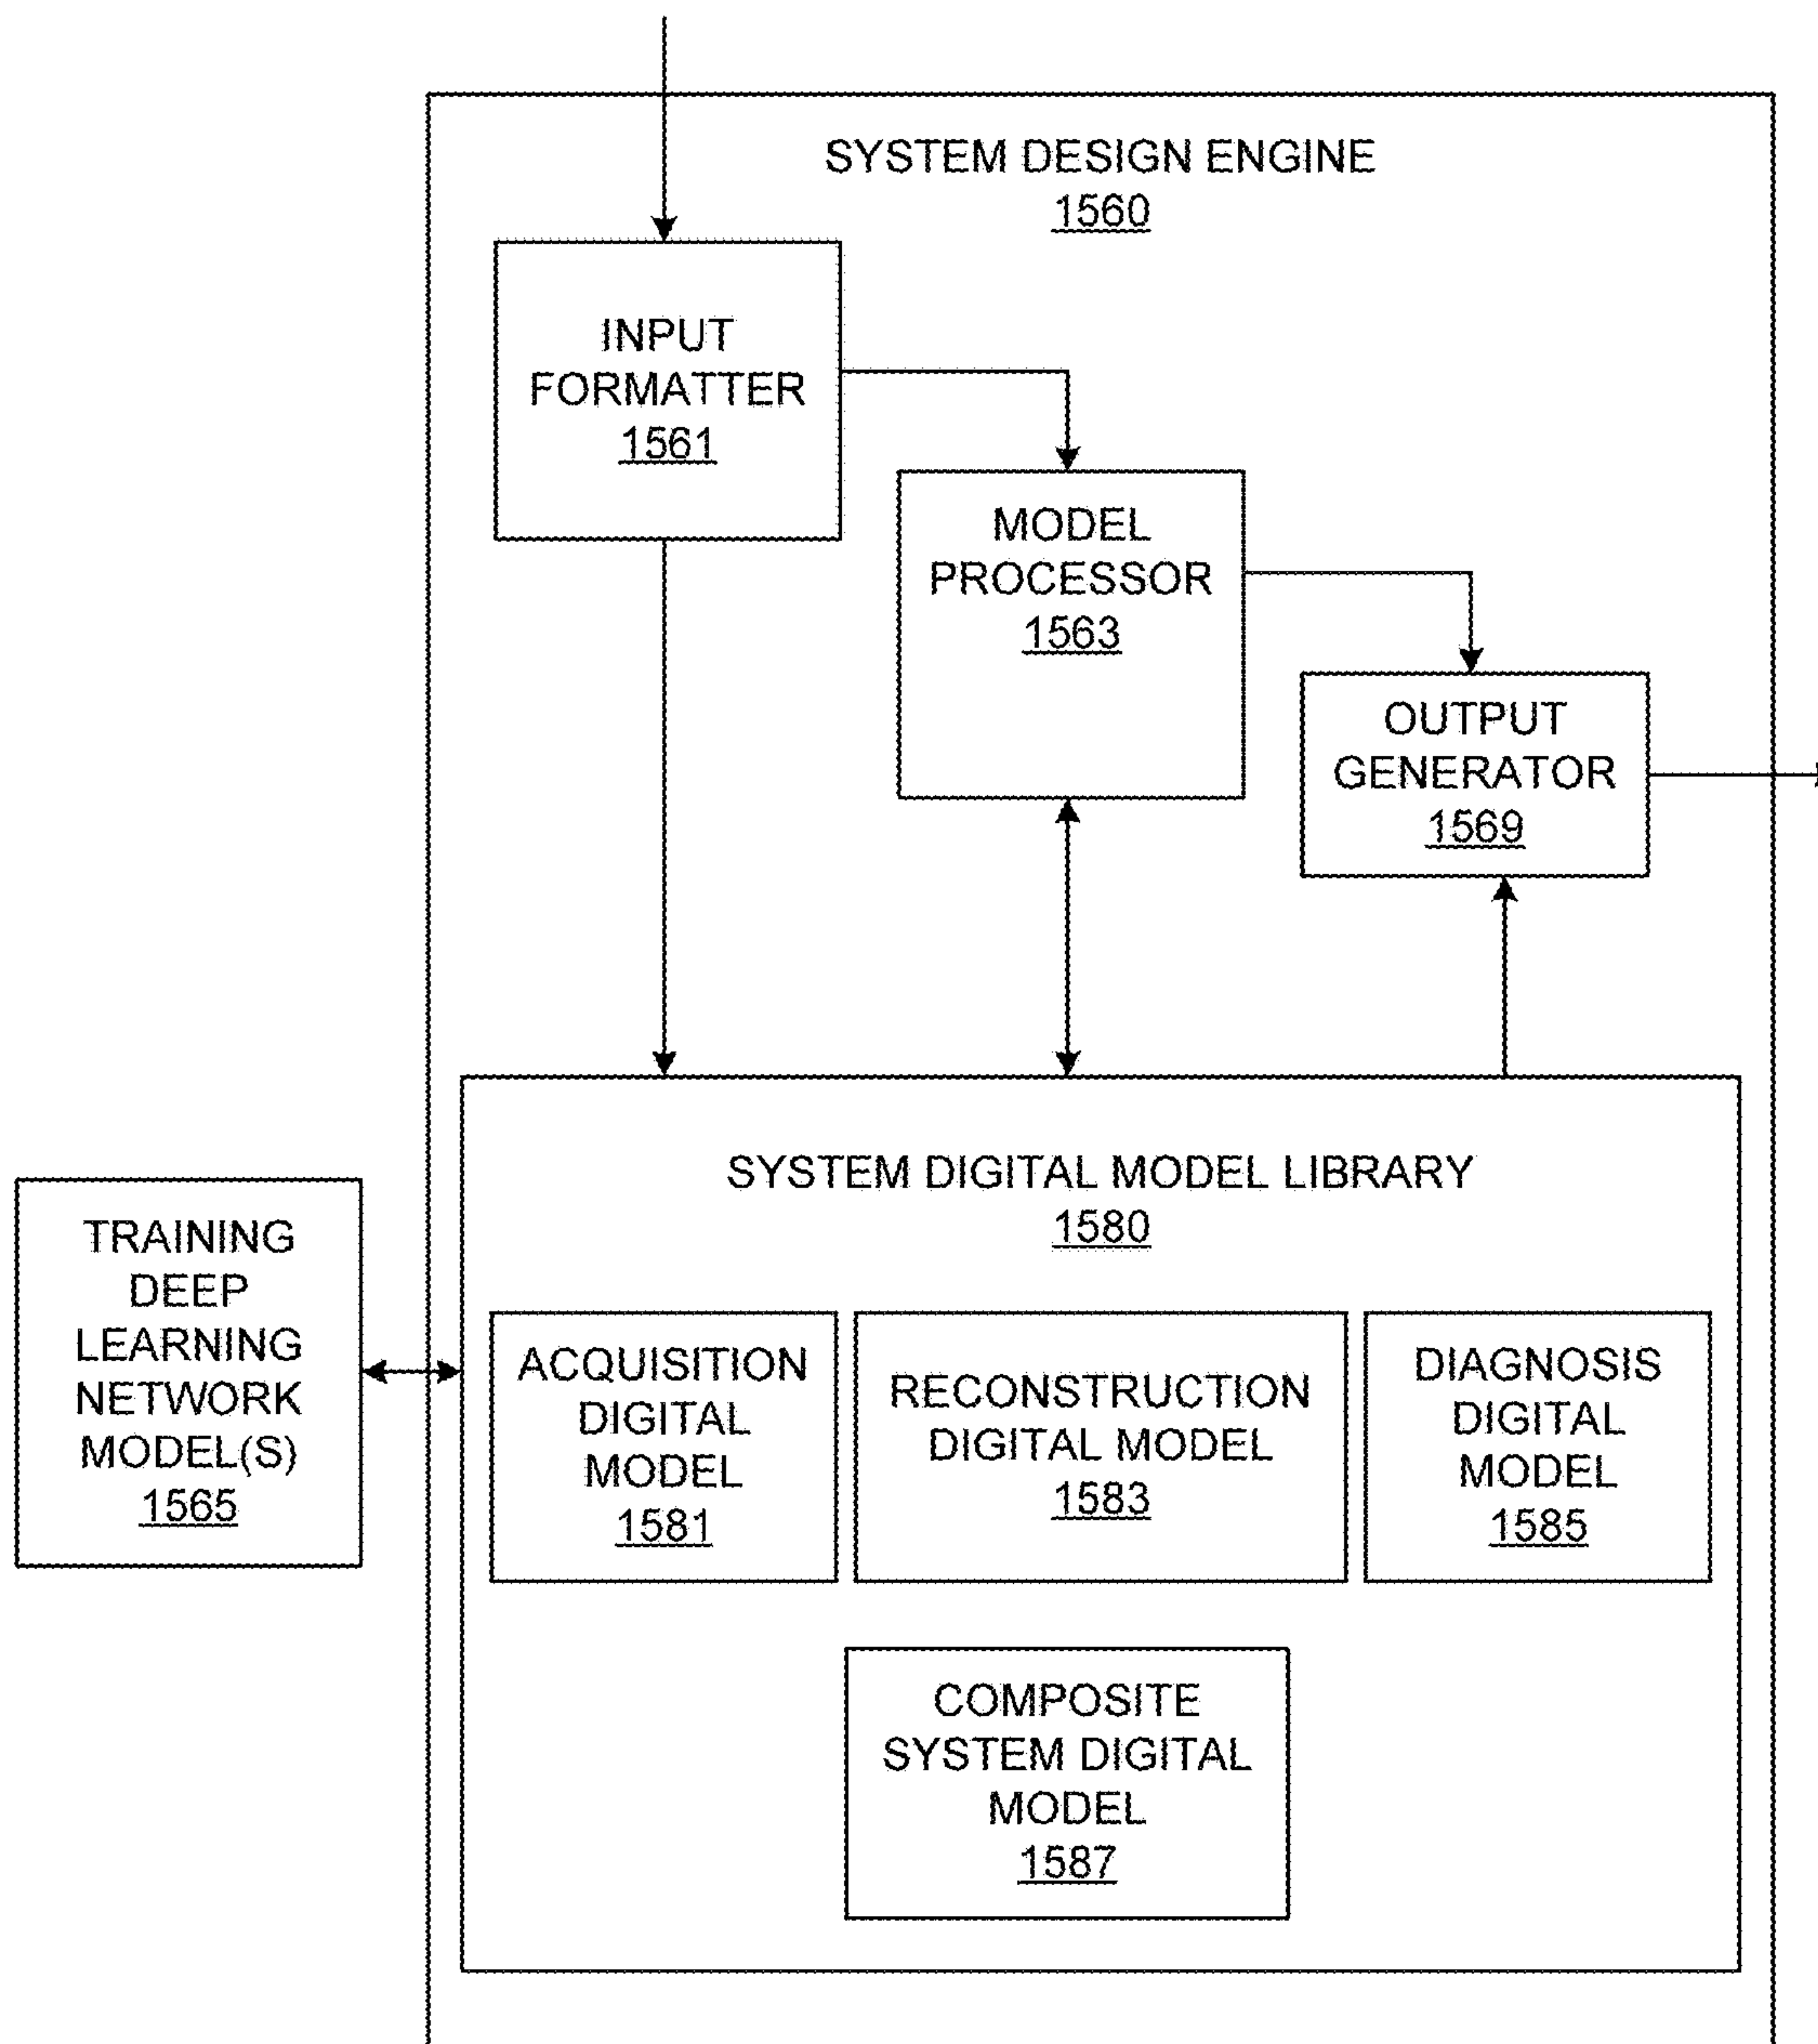 SYSTEM DESIGN ENGINE
1560
INPUT
FORMATTER
1561
MODEL
PROCESSOR
1563
OUTPUT
GENERATOR
1569
SYSTEM DIGITAL MODEL LIBRARY
1580
TRAINING
DEEP
LEARNING
NETWORK
MODEL(S)
1565
ACQUISITION
DIGITAL
MODEL
1581
RECONSTRUCTION
DIGITAL MODEL
1583
DIAGNOSIS
DIGITAL
MODEL
1585
COMPOSITE
SYSTEM DIGITAL
MODEL
1587